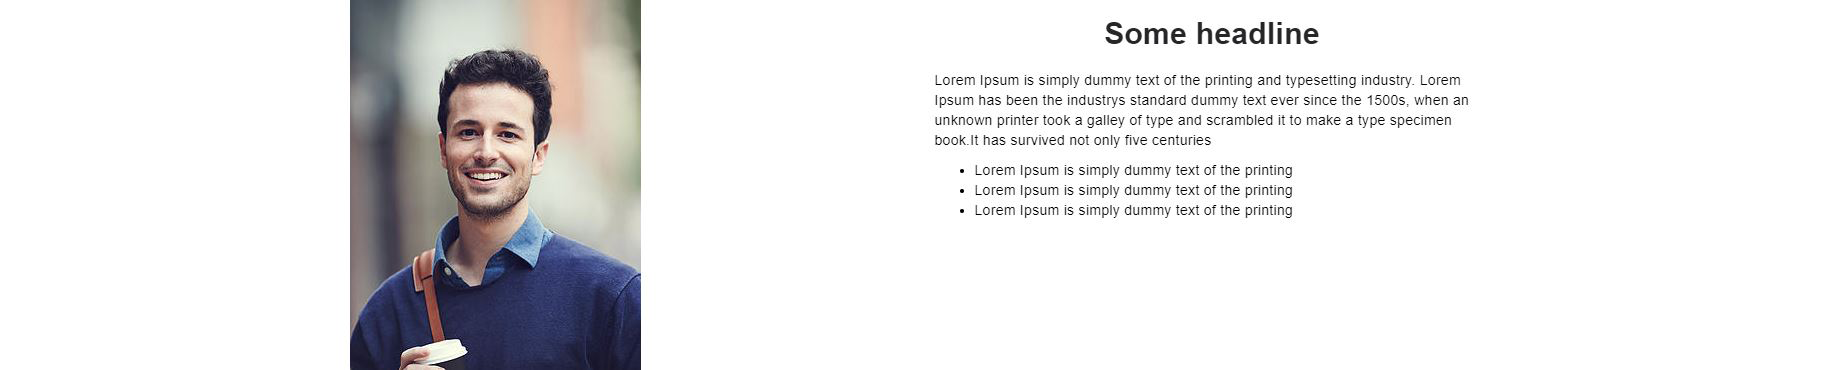 Some headline
Lorem Ipsum is simply dummy text of the printing and typesetting industry. Lorem
Ipsum has been the industrys standard dummy text ever since the 1500s, when an
unknown printer took a galley of type and scrambled it to make a type specimen
book.It has survived not only five centuries
• Lorem Ipsum is simply dummy text of the printing
• Lorem Ipsum is simply dummy text of the printing
• Lorem Ipsum is simply dummy text of the printing